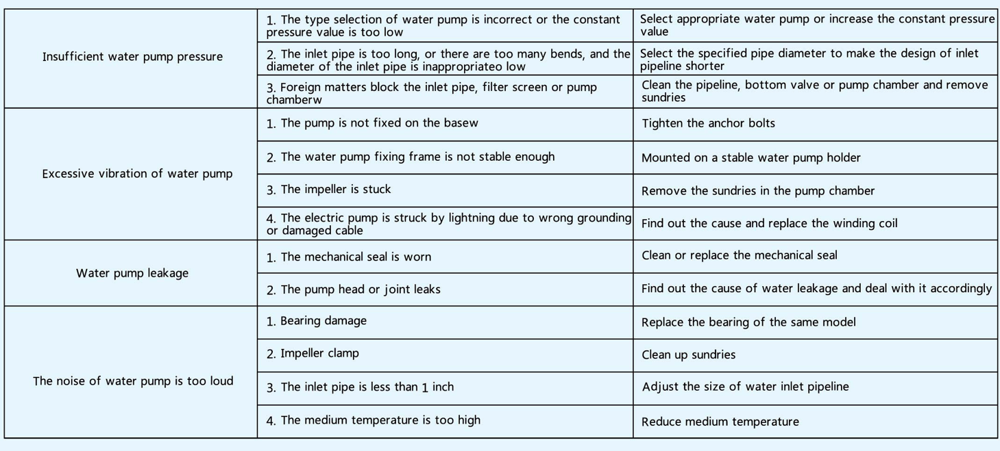 Insufficient water pump pressure
1. The type selection of water pump is incorrect or the constant
pressure value is too low
Select appropriate water pump or increase the constant pressure
value
2. The inlet pipe is too long, or there are too many bends, and the
diameter of the inlet pipe is inappropriateo low
Select the specified pipe diameter to make the design of inlet
pipeline shorter
3. Foreign matters block the inlet pipe, filter screen or pump
chamberw
Clean the pipeline, bottom valve or pump chamber and remove
sundries
Excessive vibration of water pump
1. The pump is not fixed on the basew
Tighten the anchor bolts
2. The water pump fixing frame is not stable enough
Mounted on a stable water pump holder
3. The impeller is stuck
Remove the sundries in the pump chamber
4. The electric pump is struck by lightning due to wrong grounding
or damaged cable
Find out the cause and replace the winding coil
Water pump leakage
1. The mechanical seal is worn
Clean or replace the mechanical seal
2. The pump head or joint leaks
Find out the cause of water leakage and deal with it accordingly
The noise of water pump is too loud
1. Bearing damage
Replace the bearing of the same model
2. Impeller clamp
Clean up sundries
3. The inlet pipe is less than 1 inch
Adjust the size of water inlet pipeline
4. The medium temperature is too high
Reduce medium temperature